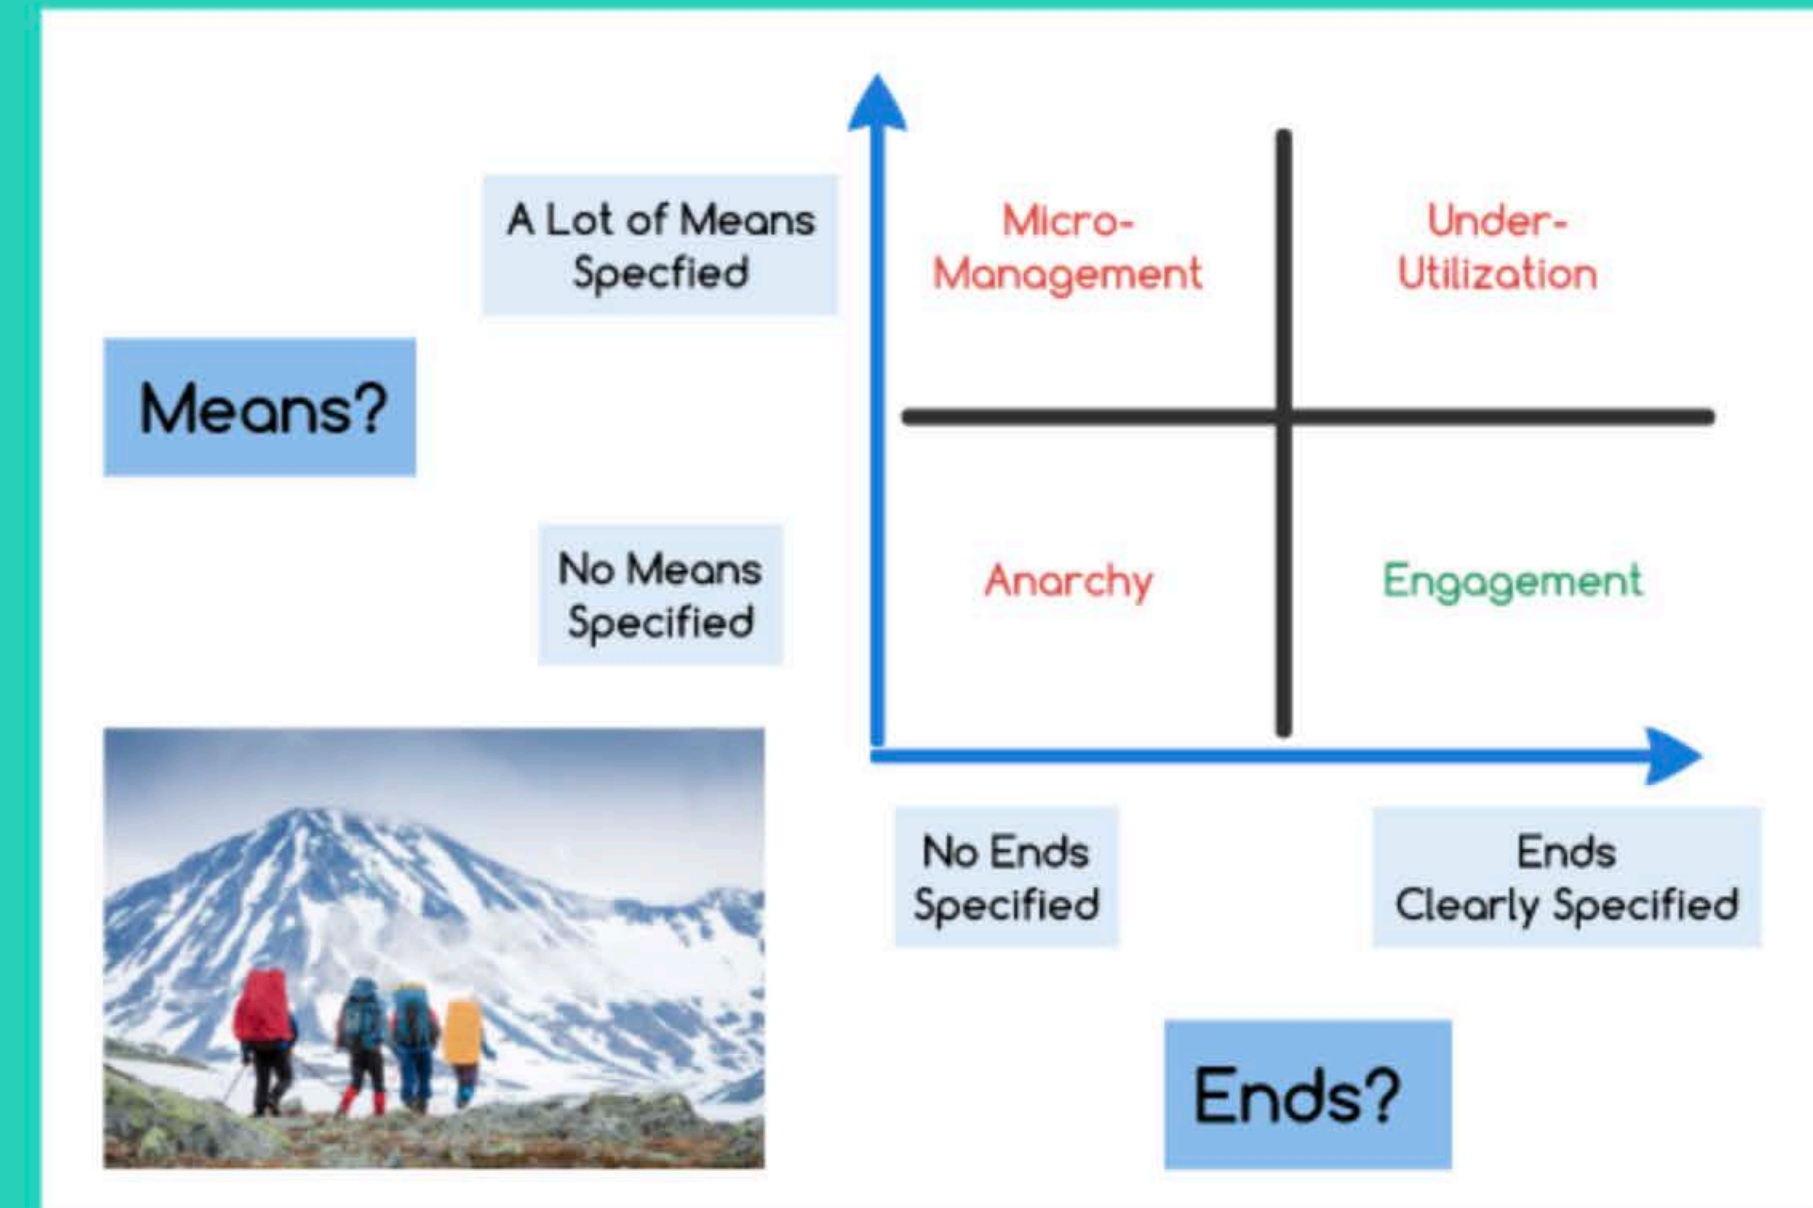 A Lot of Means
Specfied
Micro-
Management
Under-
Utilization
Means?
No Means
Specified
Anarchy
Engagement
No Ends
Specified
Ends
Clearly Specified
Ends?